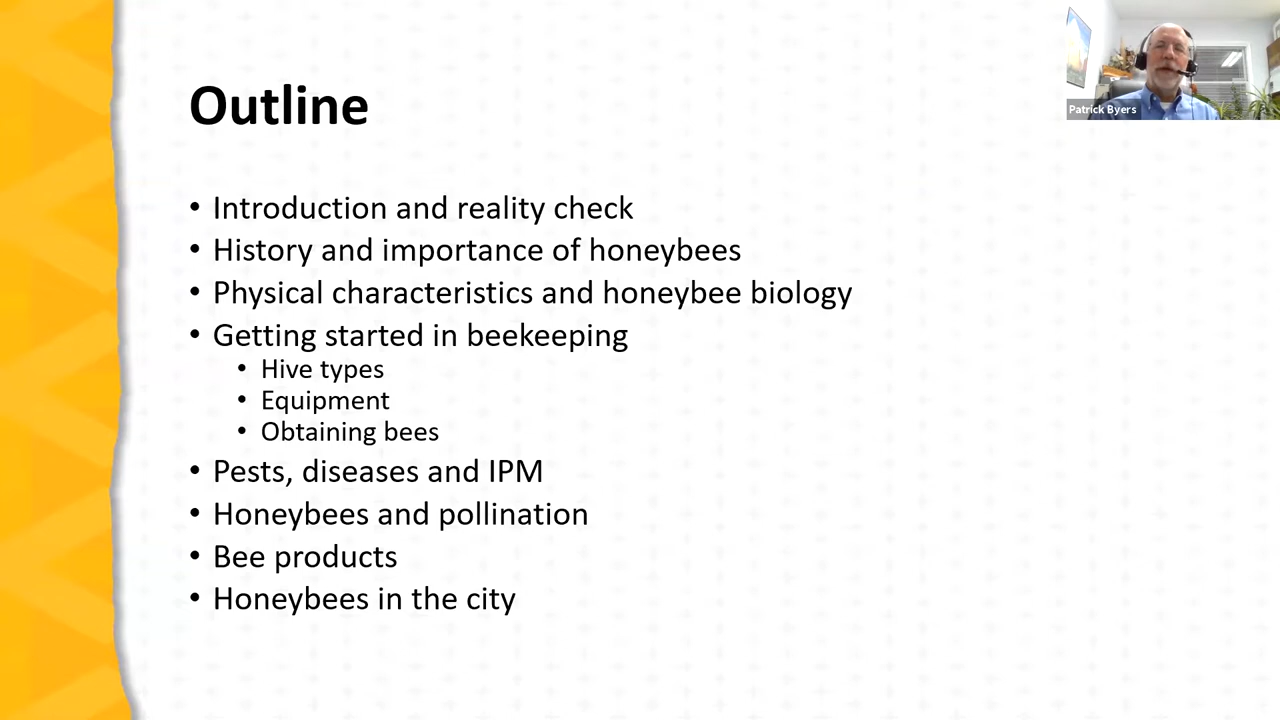 Outline
• Introduction and reality check
• History and importance of honeybees
• Physical characteristics and honeybee biology
• Getting started in beekeeping
• Hive types
• Equipment
• Obtaining bees
• Pests, diseases and IPM
• Honeybees and pollination
• Bee products
• Honeybees in the city
Patrick Byers